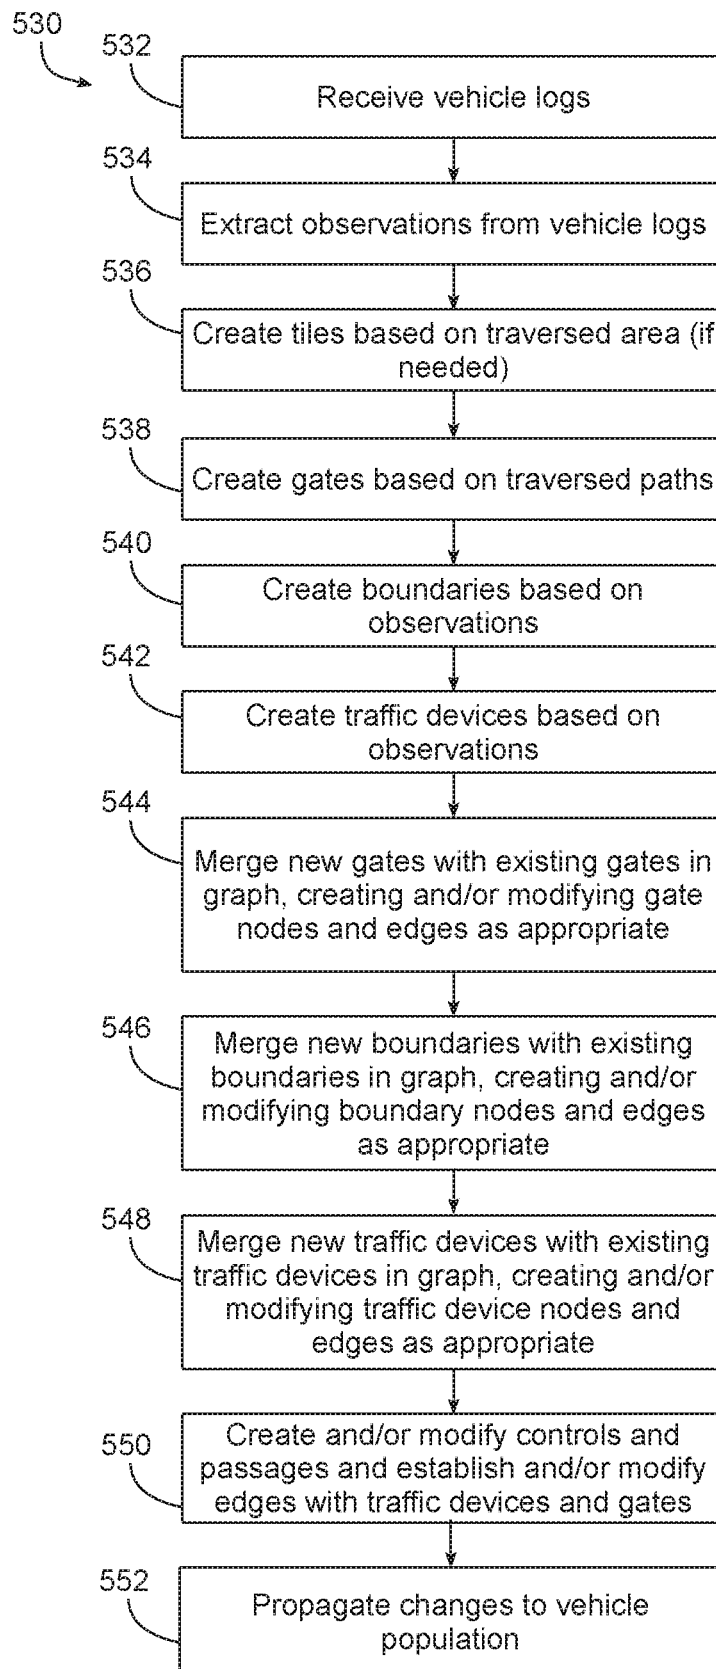 530
532
Receive vehicle logs
534
Extract observations from vehicle logs
536
Create tiles based on traversed area (if
needed)
538
Create gates based on traversed paths
540
Create boundaries based on
observations
542
Create traffic devices based on
observations
544
Merge new gates with existing gates in
graph, creating and/or modifying gate
nodes and edges as appropriate
546
Merge new boundaries with existing
boundaries in graph, creating and/or
modifying boundary nodes and edges
as appropriate
548
Merge new traffic devices with existing
traffic devices in graph, creating and/or
modifying traffic device nodes and
edges as appropriate
550
Create and/or modify controls and
passages and establish and/or modify
edges with traffic devices and gates
552
Propagate changes to vehicle
population